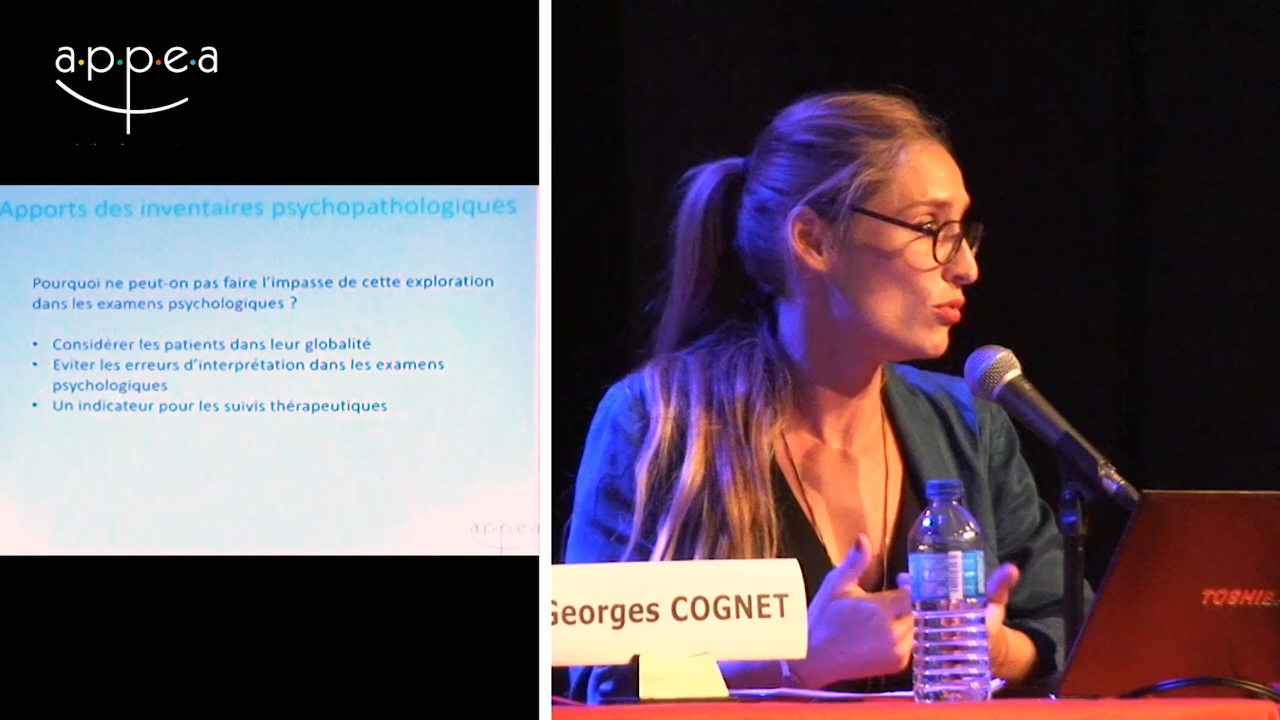 a·p·p·e·a
Apports des inventaires psychopathologiques
Pourquoi ne peut-on pas faire l'impasse de cette exploration
dans les examens psychologiques ?
• Considérer les patients dans leur globalité
• Eviter les erreurs d'interprétation dans les examens
psychologiques
• Un indicateur pour les suivis thérapeutiques
appea
Georges COGNET
TOSHIBA